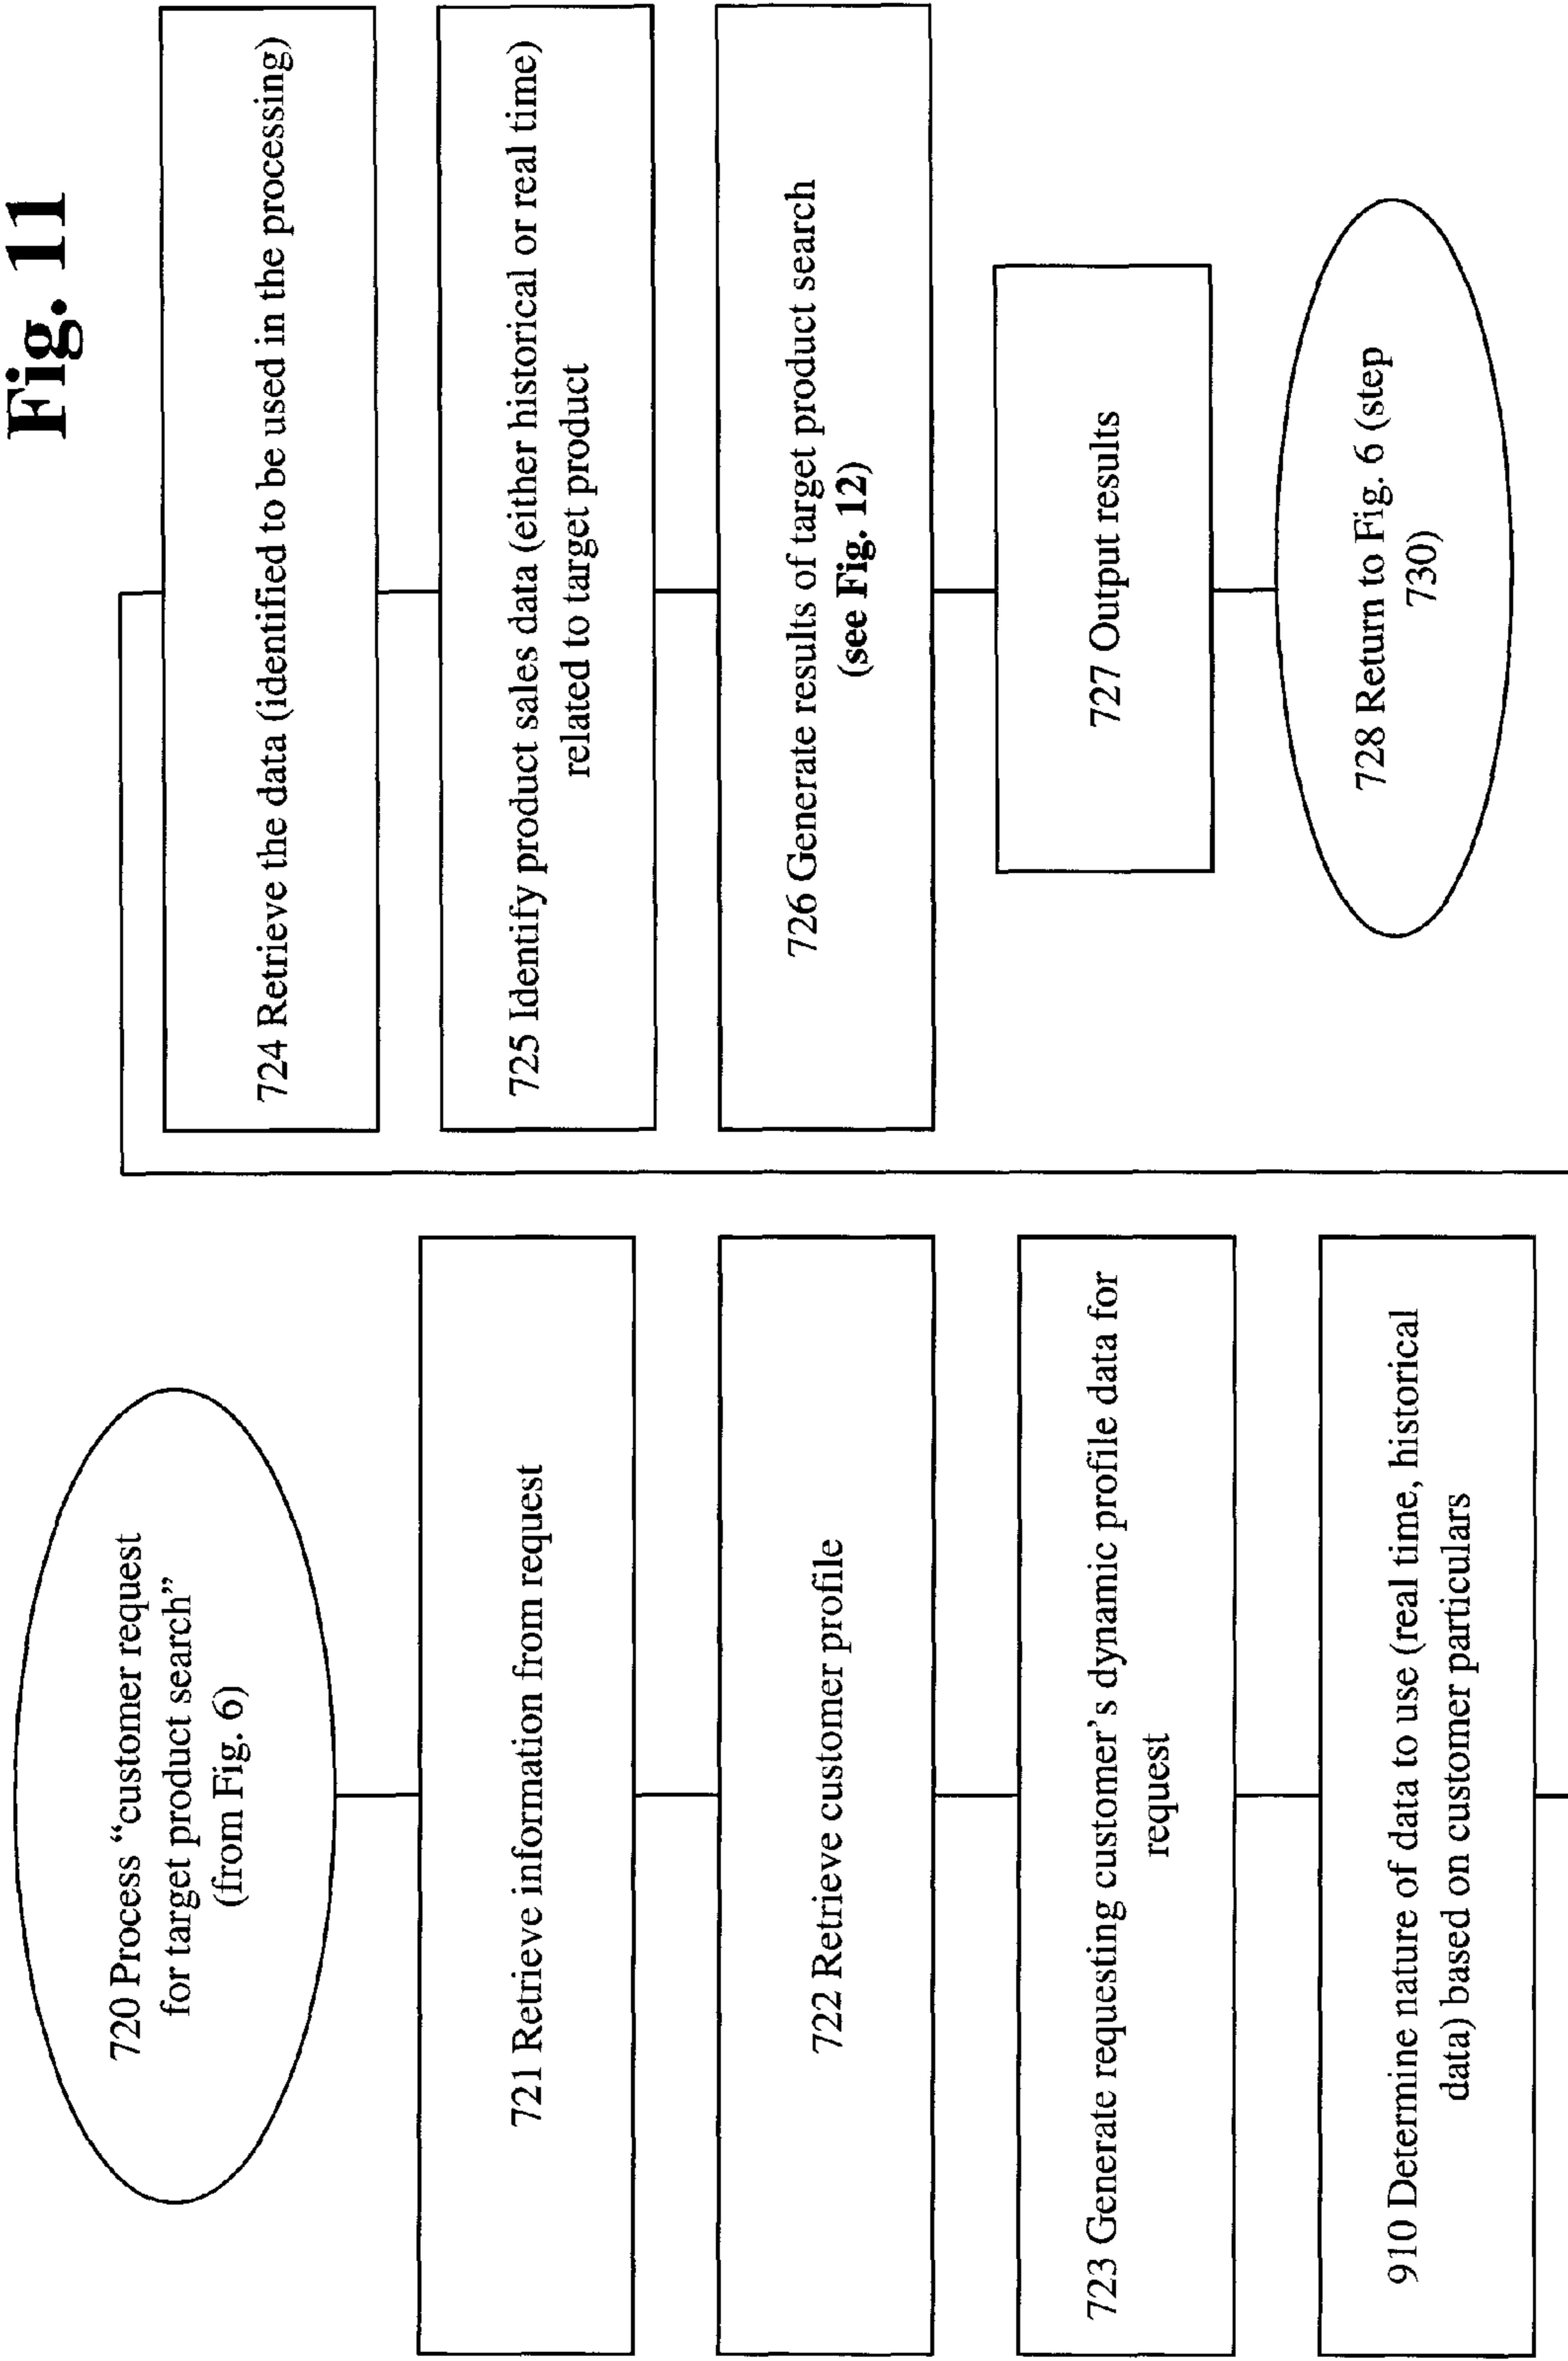 Fig. 11
720 Process “customer request
for target product search”
(from Fig. 6)
721 Retrieve information from request
722 Retrieve customer profile
723 Generate requesting customer's dynamic profile data for
request
910 Determine nature of data to use (real time, historical
data) based on customer particulars
724 Retrieve the data (identified to be used in the processing)
725 Identify product sales data (either historical or real time)
related to target product
726 Generate results of target product search
(see Fig. 12)
727 Output results
728 Return to Fig. 6 (step
730)